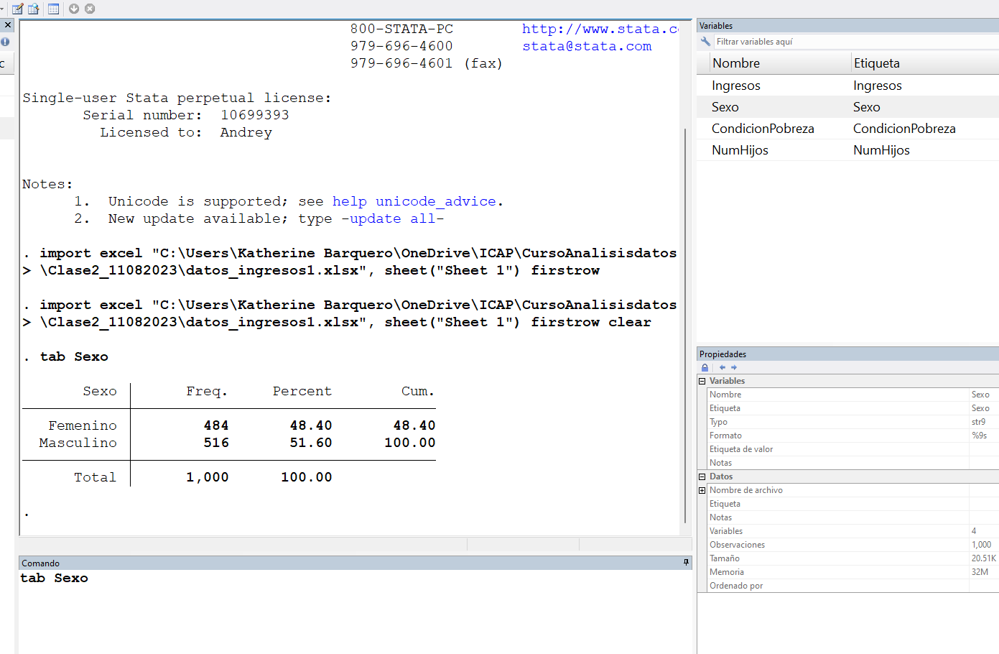 800-STATA-PC http://www.stata.c
979-696-4600 stata@stata.com
979-696-4601 (fax)
Single-user Stata perpetual license:
Serial number: 10699393
Licensed to: Andrey
Notes:
1. Unicode is supported; see help unicode_advice.
2. New update available; type -update all-
. import excel "C:\Users\Katherine Barquero\OneDrive\ICAP\CursoAnalisisdatos
> \Clase2_11082023\datos_ingresos1.xlsx", sheet("Sheet 1") firstrow
. import excel "C:\Users\Katherine Barquero\OneDrive\ICAP\CursoAnalisisdatos
> \Clase2_11082023\datos_ingresos1.xlsx", sheet("Sheet 1") firstrow clear
. tab Sexo
Sexo Freq. Percent Cum.
Femenino 484 48.40 48.40
Masculino 516 51.60 100.00
Total 1,000 100.00
.
Comando
tab Sexo
Variables
Filtrar variables aquí
Nombre Etiqueta
Ingresos Ingresos
Sexo Sexo
CondicionPobreza CondicionPobreza
NumHijos NumHijos
Propiedades
Variables
Nombre Sexo
Etiqueta Sexo
Typo str9
Formato %9s
Etiqueta de valor
Notas
Datos
Nombre de archivo
Etiqueta
Notas
Variables 4
Observaciones 1,000
Tamaño 20.51K
Memoria 32M
Ordenado por